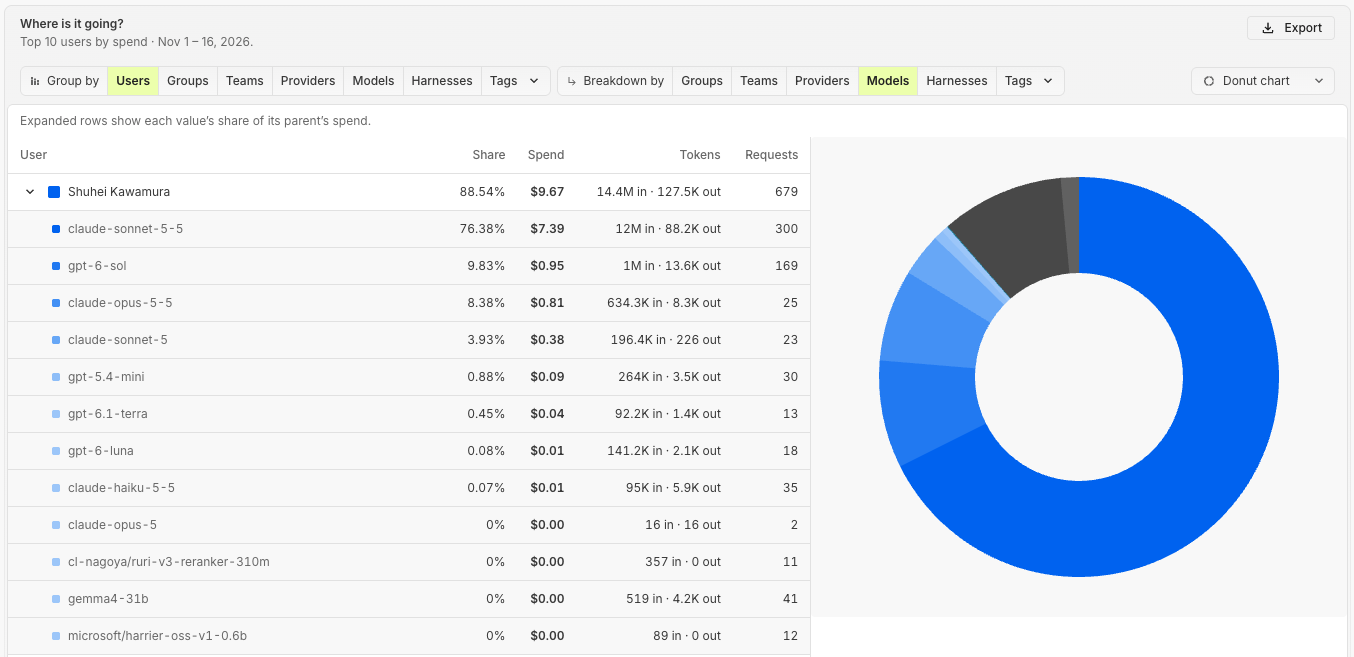 Where is it going?
Top 10 users by spend · Nov 1 – 16, 2026.
Export
Group by Users Groups Teams Providers Models Harnesses Tags
Breakdown by Groups Teams Providers Models Harnesses Tags
Donut chart
Expanded rows show each value's share of its parent's spend.
User Share Spend Tokens Requests
Shuhei Kawamura 88.54% $9.67 14.4M in · 127.5K out 679
claude-sonnet-5-5 76.38% $7.39 12M in · 88.2K out 300
gpt-6-sol 9.83% $0.95 1M in · 13.6K out 169
claude-opus-5-5 8.38% $0.81 634.3K in · 8.3K out 25
claude-sonnet-5 3.93% $0.38 196.4K in · 226 out 23
gpt-5.4-mini 0.88% $0.09 264K in · 3.5K out 30
gpt-6.1-terra 0.45% $0.04 92.2K in · 1.4K out 13
gpt-6-luna 0.08% $0.01 141.2K in · 2.1K out 18
claude-haiku-5-5 0.07% $0.01 95K in · 5.9K out 35
claude-opus-5 0% $0.00 16 in · 16 out 2
cl-nagoya/ruri-v3-reranker-310m 0% $0.00 357 in · 0 out 11
gemma4-31b 0% $0.00 519 in · 4.2K out 41
microsoft/harrier-oss-v1-0.6b 0% $0.00 89 in · 0 out 12